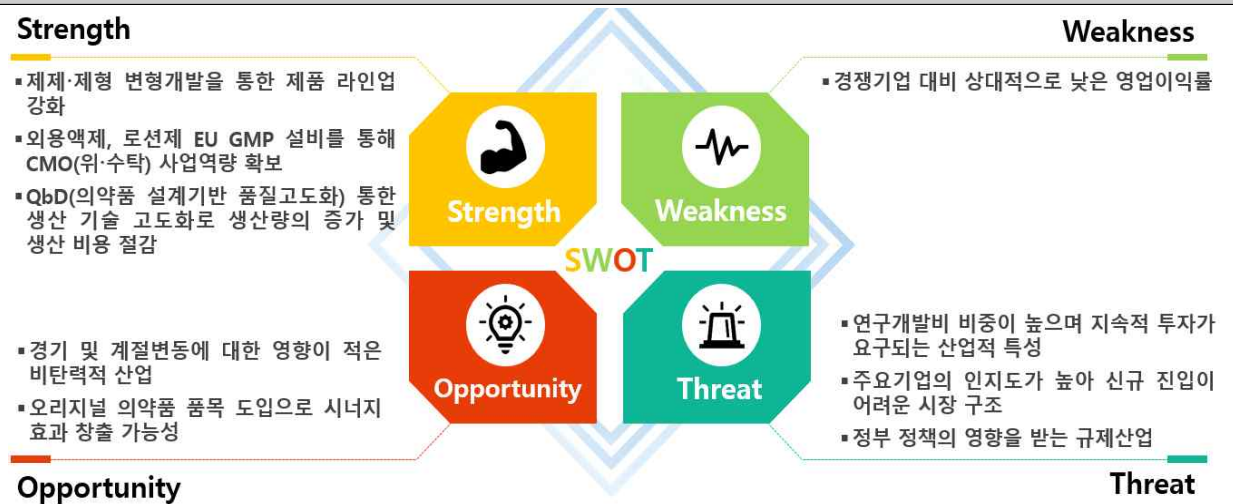 Strength
▪제제·제형 변형개발을 통한 제품 라인업
강화
▪외용액제, 로션제 EU GMP 설비를 통해
CMO(위·수탁) 사업역량 확보
▪QbD(의약품 설계기반 품질고도화) 통한
생산 기술 고도화로 생산량의 증가 및
생산 비용 절감
Weakness
▪경쟁기업 대비 상대적으로 낮은 영업이익률
Strength
Weakness
SWOT
Opportunity
Threat
▪경기 및 계절변동에 대한 영향이 적은
비탄력적 산업
▪오리지널 의약품 품목 도입으로 시너지
효과 창출 가능성
Opportunity
▪연구개발비 비중이 높으며 지속적 투자가
요구되는 산업적 특성
▪주요기업의 인지도가 높아 신규 진입이
어려운 시장 구조
▪정부 정책의 영향을 받는 규제산업
Threat